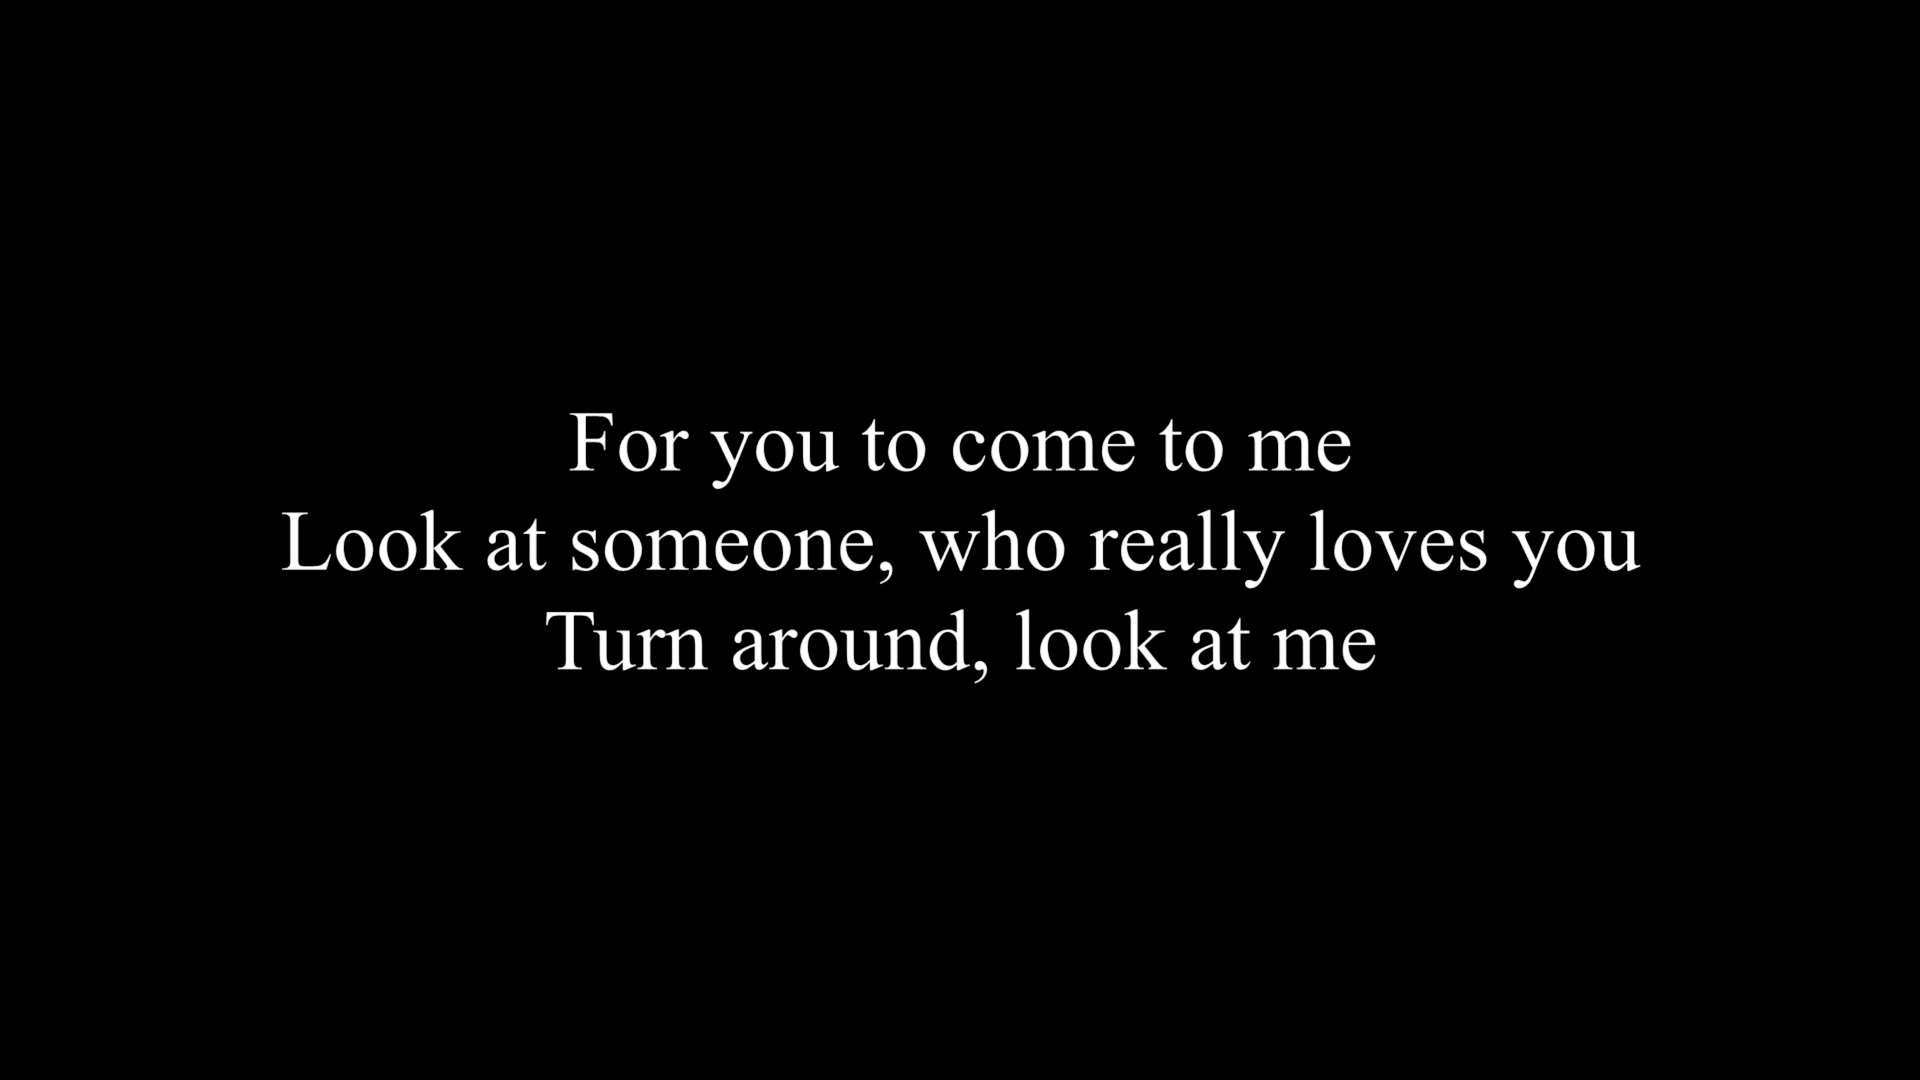 For you to come to me
Look at someone, who really loves you
Turn around, look at me